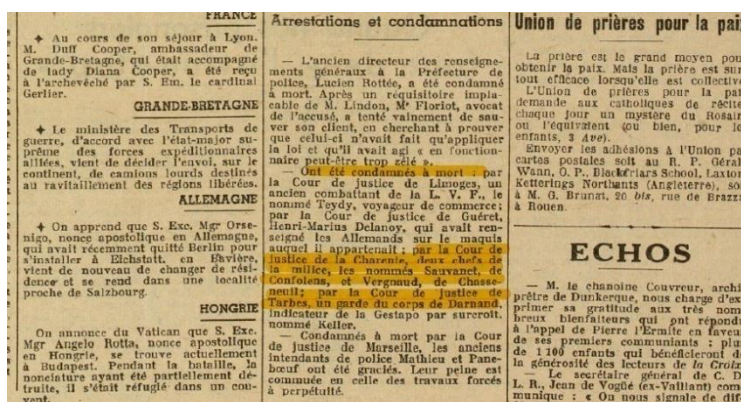 FRANCE
✦ Au cours de son séjour à Lyon.
M. Duff Cooper, ambassadeur de
Grande-Bretagne, qui était accompagné
de lady Diana Cooper, a été reçu
à l'archevêché par S. Em. le cardinal
Gerlier.
GRANDE-BRETAGNE
✦ Le ministère des Transports de
guerre, d'accord avec l'état-major su-
prême des forces expéditionnaires
alliées, vient de décider l'envoi, sur le
continent, de camions lourds destinés
au ravitaillement des régions libérées.
ALLEMAGNE
✦ On apprend que S. Exc. Mgr Orse-
nigo, nonce apostolique en Allemagne,
qui avait récemment quitté Berlin pour
s'installer à Eichstatt, en Bavière,
vient de nouveau de changer de rési-
dence et se rend dans une localité
proche de Salzbourg.
HONGRIE
On annonce du Vatican que S. Exc.
Mgr Angelo Rotta, nonce apostolique
en Hongrie, se trouve actuellement
à Budapest. Pendant la bataille, la
nonciature ayant été partiellement dé-
truite, il s'était réfugié dans un cou-
vent.
Arrestations et condamnations
— L'ancien directeur des renseigne-
ments généraux à la Préfecture de
police, Lucien Rottée, a été condamné
à mort. Après un réquisitoire impla-
cable de M. Lindon, Me Floriot, avocat
de l'accusé, a tenté vainement de sau-
ver son client, en cherchant à prouver
que celui-ci n'avait fait qu'appliquer
la loi et qu'il avait agi « en fonction-
naire peut-être trop zélé ».
— Ont été condamnés à mort : par
la Cour de justice de Limoges, un
ancien combattant de la L. V. F., le
nommé Teydy, voyageur de commerce;
par la Cour de justice de Guéret,
Henri-Marius Delanoy, qui avait ren-
seigné les Allemands sur le maquis
auquel il appartenait ; par la Cour de
justice de la Charente, deux chefs de
la milice, les nommés Sauvanet, de
Confolens, et Vergnaud, de Chasse-
neuil; par la Cour de justice de
Tarbes, un garde du corps de Darnand,
indicateur de la Gestapo par surcroît,
nommé Keller.
— Condamnés à mort par la Cour
de justice de Marseille, les anciens
intendants de police Mathieu et Pane-
bœuf ont été graciés. Leur peine est
commuée en celle des travaux forcés
à perpétuité.
Union de prières pour la paix
La prière est le grand moyen pou
obtenir la paix. Mais la prière est sur
tout efficace lorsqu'elle est collective
L'Union de prières pour la pai
demande aux catholiques de récite
chaque jour un mystère du Rosair
ou l'équivalent (ou bien, pour le
enfants, 3 Ave).
Envoyer les adhésions à l'Union pa
cartes postales soit au R. P. Géral
Waan, O. P., Blackfriars School, Laxton
Ketterings Northants (Angleterre), so
à M. G. Brunat, 20 bis, rue de Brazz
à Rouen.
ECHOS
— M. le chanoine Couvreur, archi
prêtre de Dunkerque, nous charge d'ex
primer sa gratitude aux très nom
breux bienfaiteurs qui ont répond
à l'appel de Pierre l'Ermite en faveu
de ses premiers communiants : plus
de 1 100 enfants qui bénéficieront d
la générosité des lecteurs de la Croix
— Le secrétaire général de C. D
L. R., Jean de Vogüé (ex-Vaillant) com
munique : « On nous signale de dif-